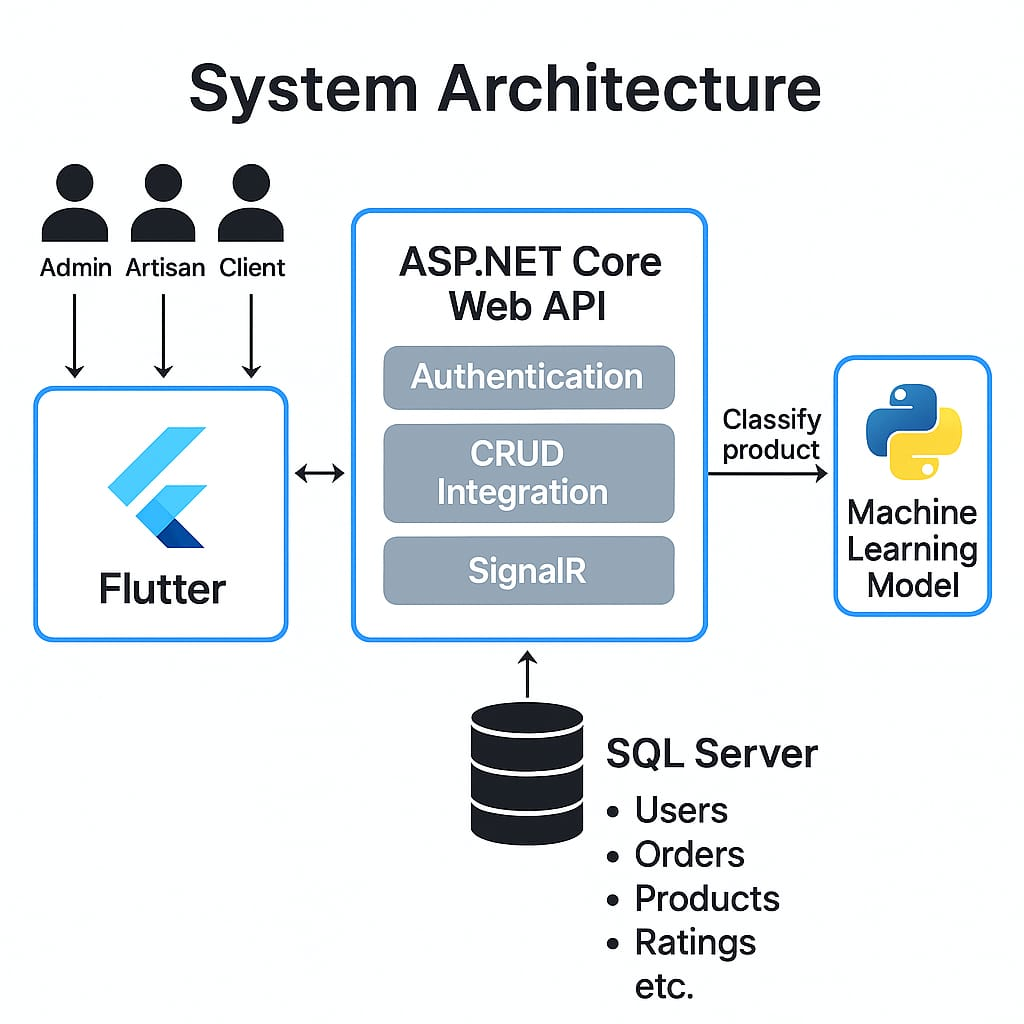 System Architecture
Admin Artisan Client
Flutter
ASP.NET Core
Web API
Authentication
CRUD
Integration
SignalR
Classify
product
Machine
Learning
Model
SQL Server
• Users
• Orders
• Products
• Ratings
etc.